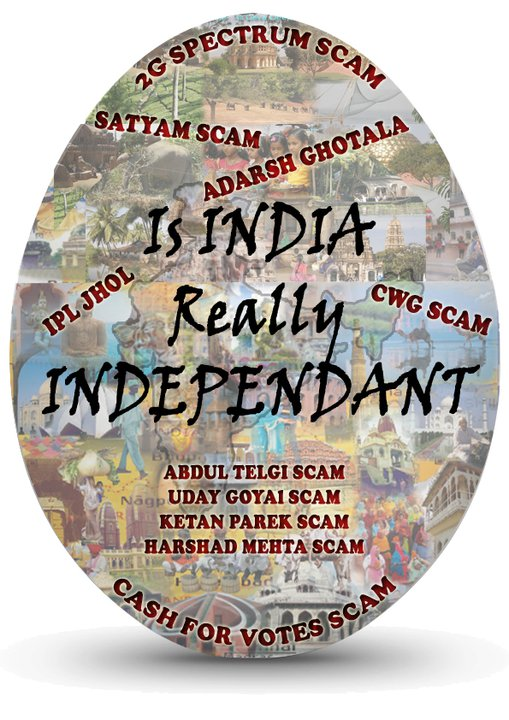 2G SPECTRUM SCAM
SATYAM SCAM
ADARSH GHOTALA
Is INDIA
IPL JHOL
Really
CWG SCAM
INDEPENDANT
ABDUL TELGI SCAM
UDAY GOYAI SCAM
KETAN PAREK SCAM
HARSHAD MEHTA SCAM
CASH FOR VOTES SCAM